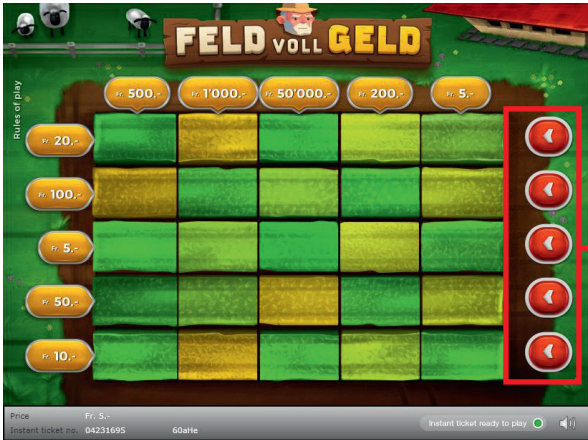 FELD VOLL GELD
Fr. 500,- Fr. 1'000,- Fr. 50'000,- Fr. 200,- Fr. 5,-
Rules of play
Fr. 20,-
Fr. 100,-
Fr. 5,-
Fr. 50,-
Fr. 10,-
Price Fr. 5,-
Instant ticket no. 04231695 60aHe
Instant ticket ready to play